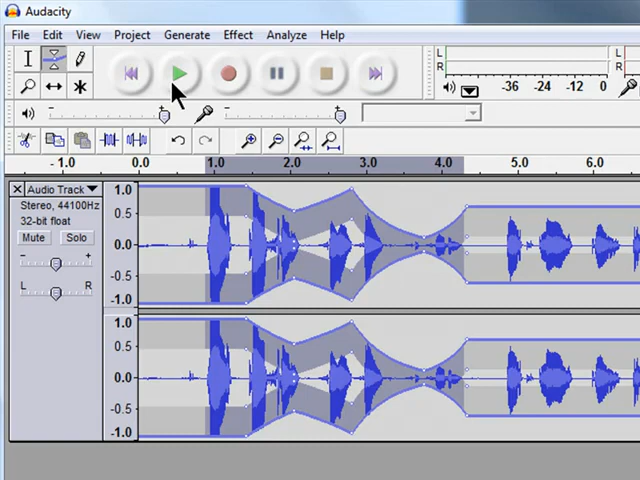 Audacity
File Edit View Project Generate Effect Analyze Help
L
R
-36 -24 -12 0
L
R
- +
- +
- 1.0 0.0 1.0 2.0 3.0 4.0 5.0 6.0
Audio Track
Stereo, 44100Hz
32-bit float
Mute Solo
- +
L R
1.0
0.5
0.0
-0.5
-1.0
1.0
0.5
0.0
-0.5
-1.0